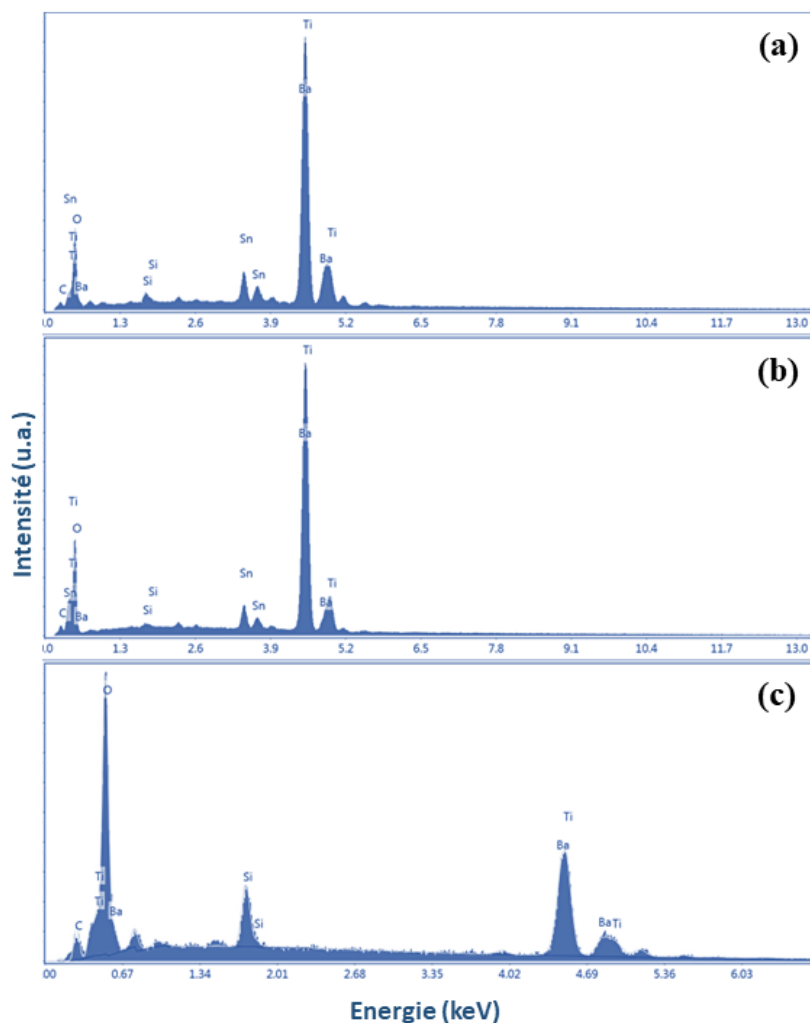 Ti
(a)
Ba
Sn
O
Ti
Sn
Ti
Ti
Si
Ba
C
Ba
Si
Sn
.0 1.3 2.6 3.9 5.2 6.5 7.8 9.1 10.4 11.7 13.0
Ti
(b)
Ba
Ti
O
Ti
Sn
Si
Ti
Sn
Ba
C
Ba
Si
Sn
0.0 1.3 2.6 3.9 5.2 6.5 7.8 9.1 10.4 11.7 13.0
(c)
O
Ti
Ba
Ti
Si
Ti
Ba
C
Si
Ba Ti
00 0.67 1.34 2.01 2.68 3.35 4.02 4.69 5.36 6.03
Intensité (u.a.)
Energie (keV)